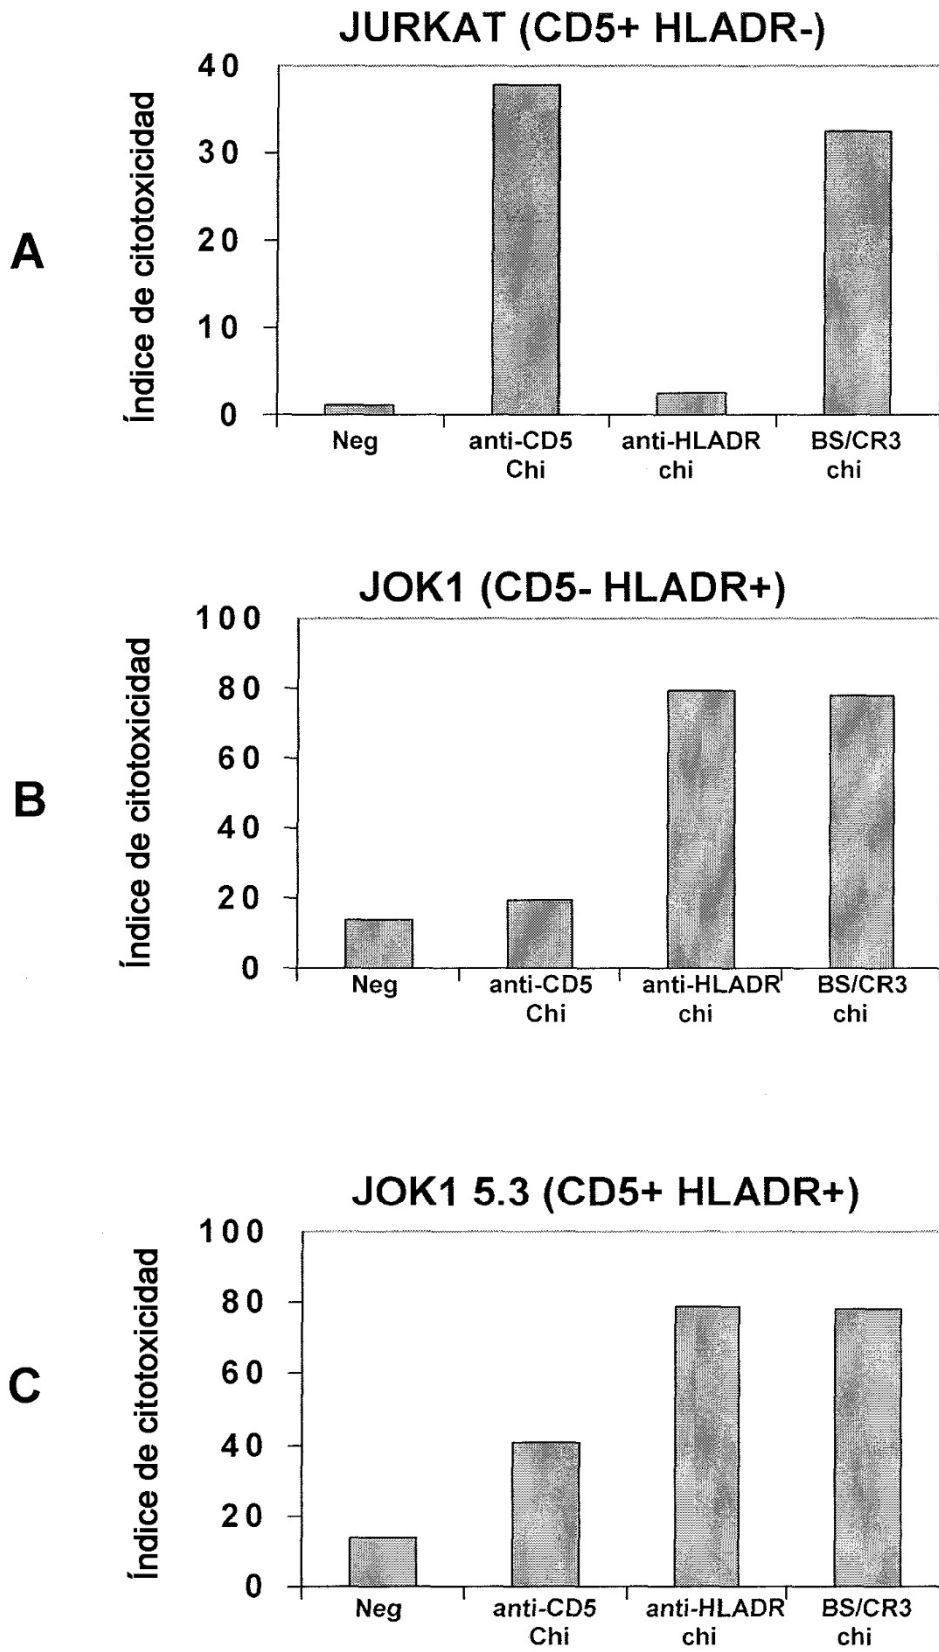 JURKAT (CD5+ HLADR-)
A
Índice de citotoxicidad
40
30
20
10
0
Neg
anti-CD5
Chi
anti-HLADR
chi
BS/CR3
chi
JOK1 (CD5- HLADR+)
B
Índice de citotoxicidad
100
80
60
40
20
0
Neg
anti-CD5
Chi
anti-HLADR
chi
BS/CR3
chi
JOK1 5.3 (CD5+ HLADR+)
C
Índice de citotoxicidad
100
80
60
40
20
0
Neg
anti-CD5
Chi
anti-HLADR
chi
BS/CR3
chi